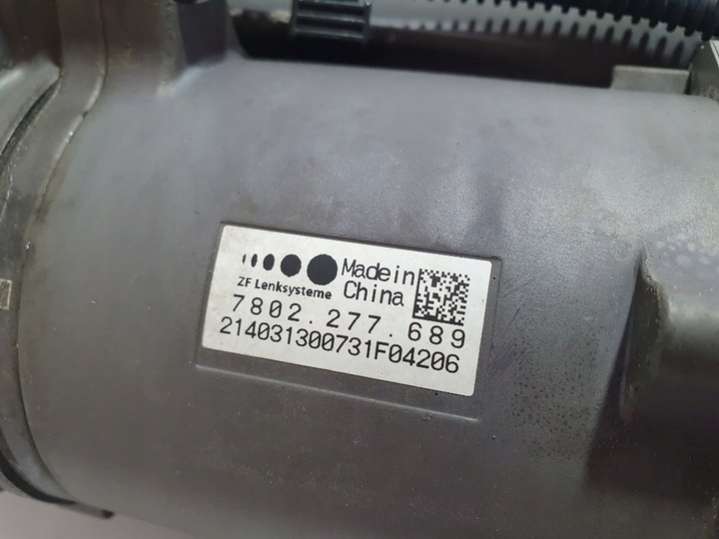 Made in
China
ZF Lenksysteme
7802.277.689
214031300731F04206